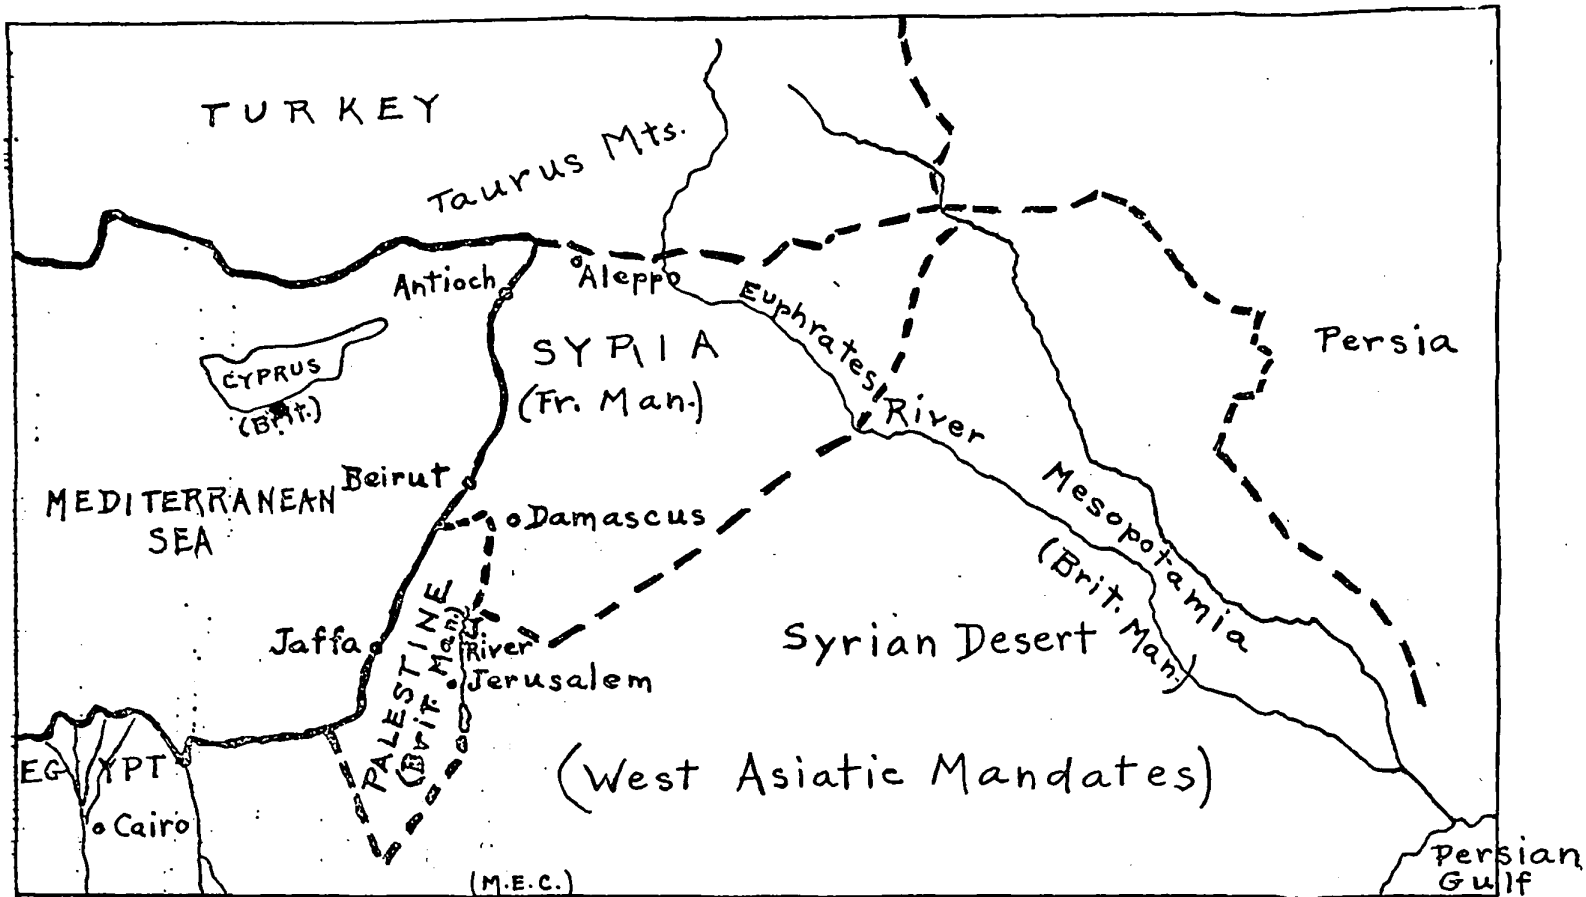 TURKEY
Taurus Mts.
Antioch
Aleppo
Euphrates River
CYPRUS
(Brit.)
SYRIA
(Fr. Man.)
Persia
Beirut
MEDITERRANEAN
SEA
Damascus
Mesopotamia
(Brit. Man.)
Jaffa
PALESTINE
(Brit. Man.)
River
Jerusalem
Syrian Desert
EGYPT
Cairo
(West Asiatic Mandates)
Persian
Gulf
(M.E.C.)